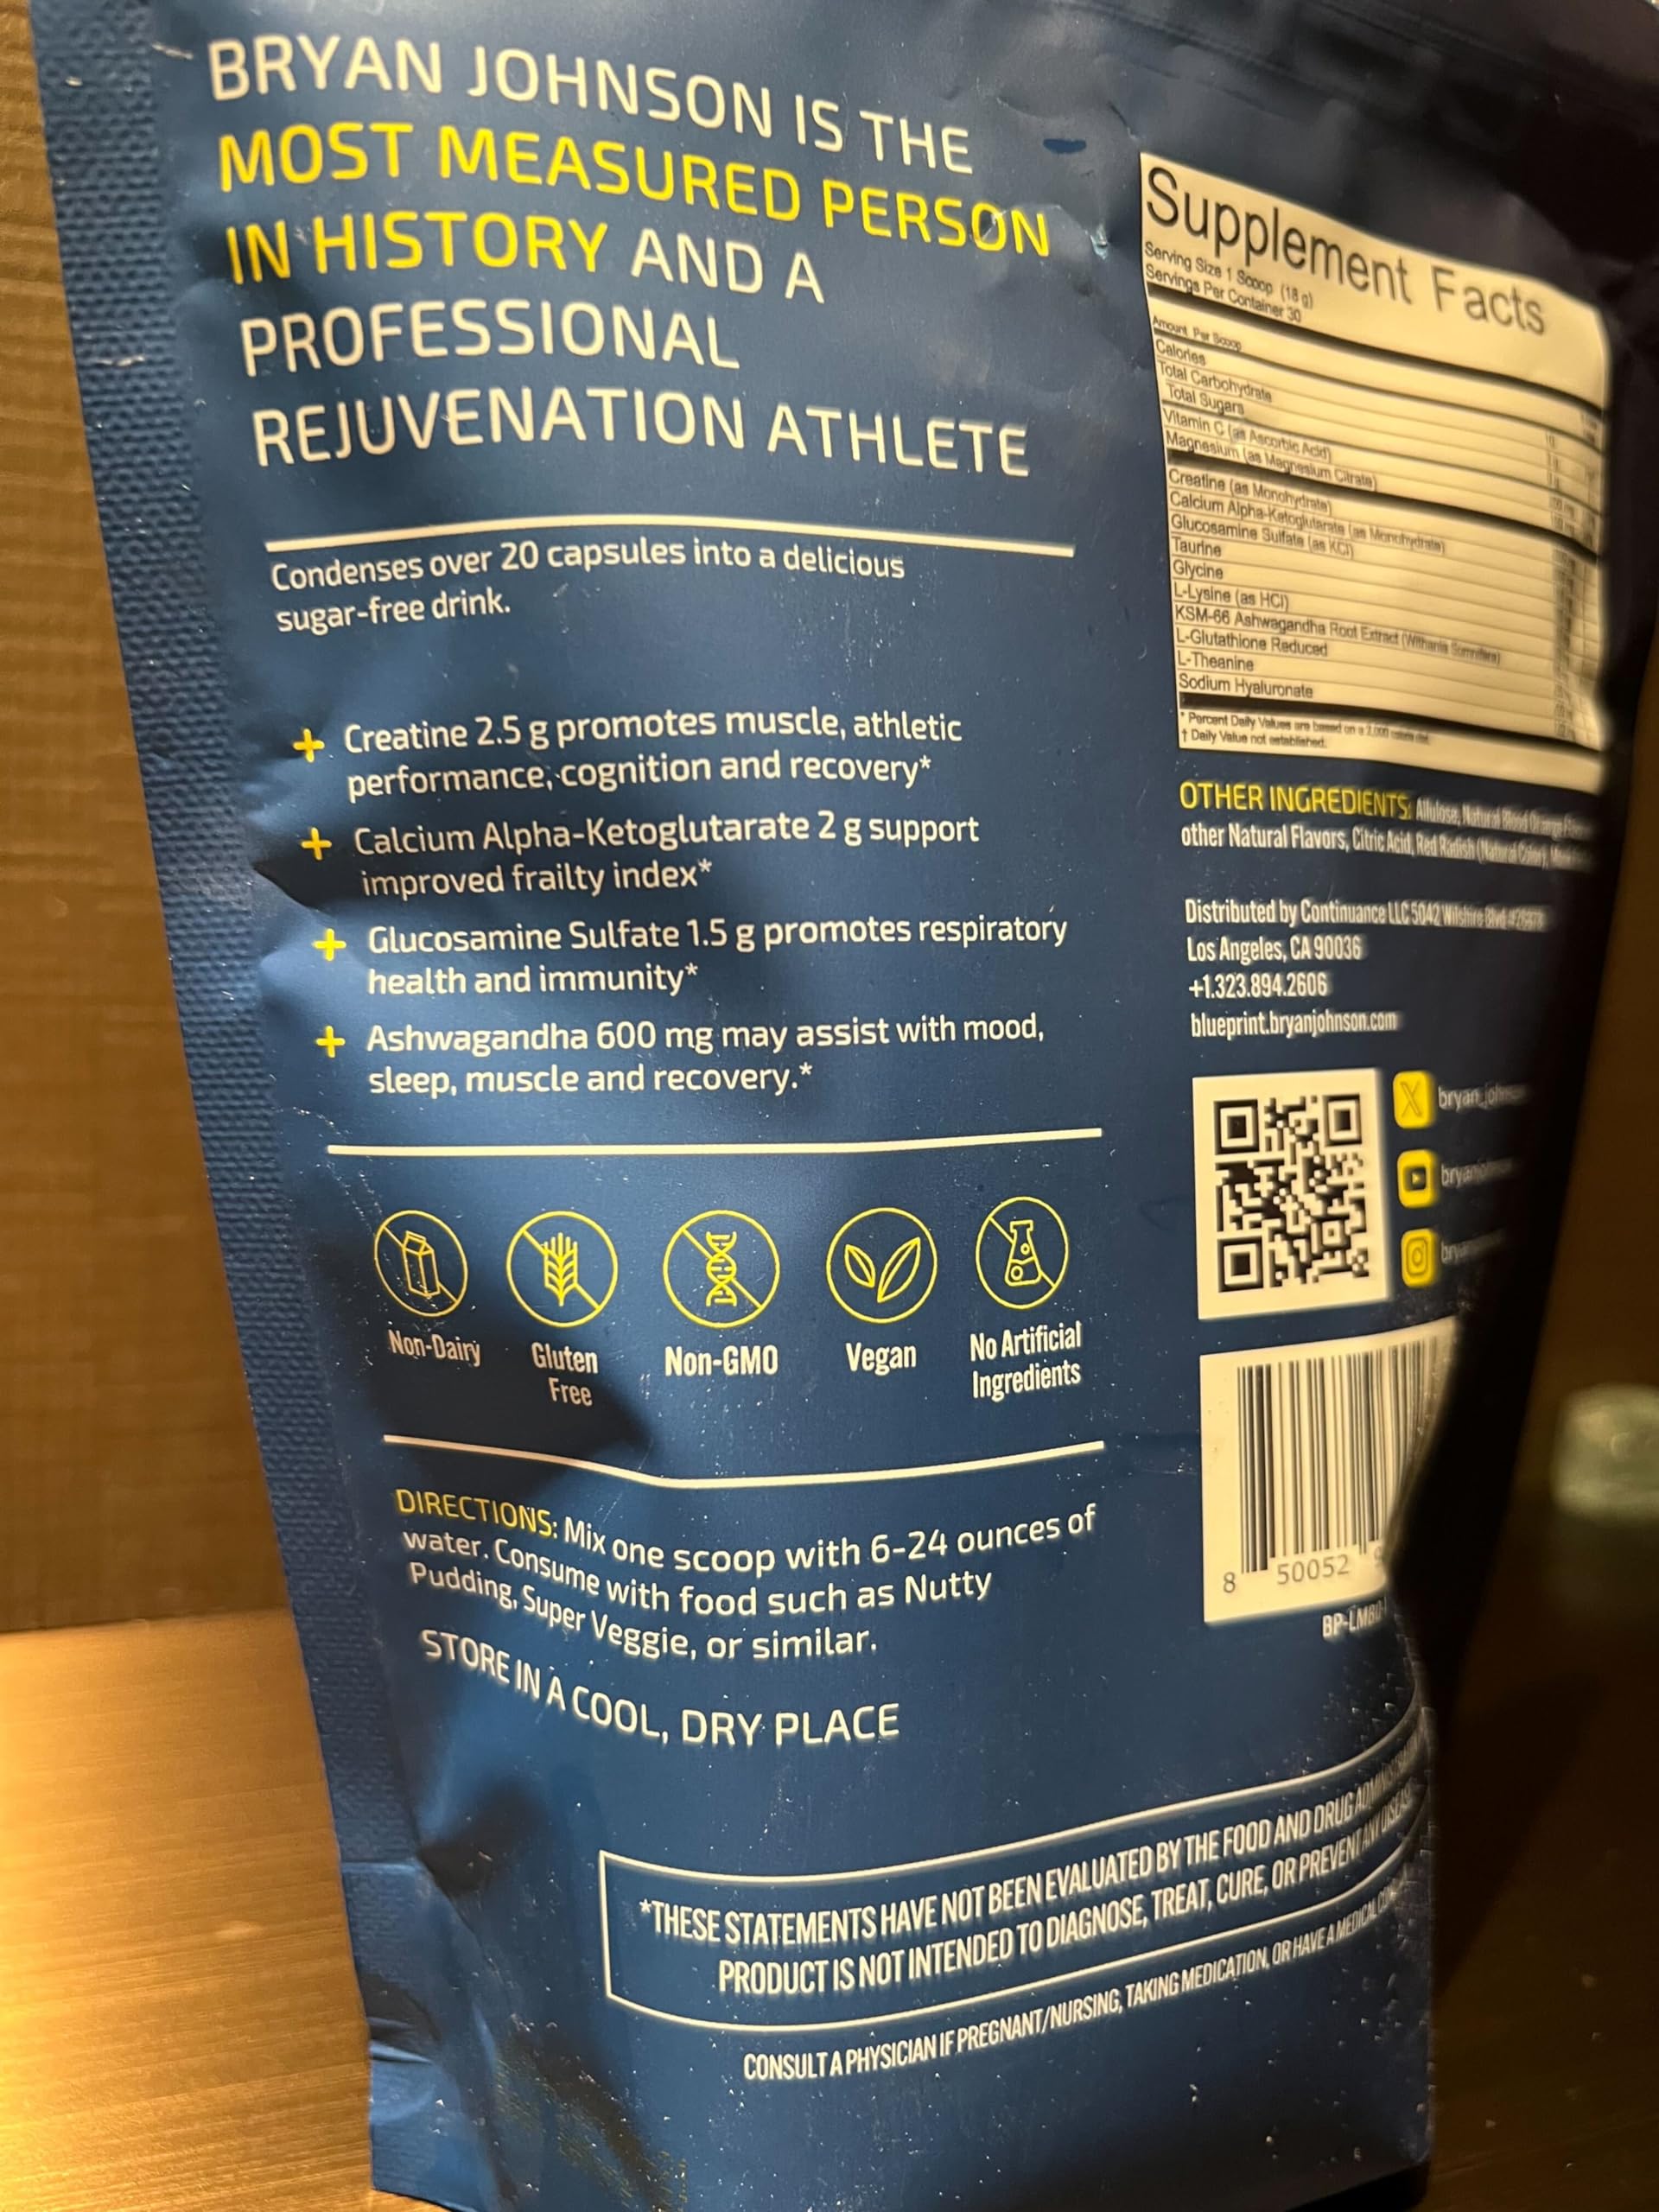 BRYAN JOHNSON IS THE
MOST MEASURED PERSON
IN HISTORY AND A
PROFESSIONAL
REJUVENATION ATHLETE
Condenses over 20 capsules into a delicious
sugar-free drink.
+ Creatine 2.5 g promotes muscle, athletic
performance, cognition and recovery*
+ Calcium Alpha-Ketoglutarate 2 g support
improved frailty index*
+ Glucosamine Sulfate 1.5 g promotes respiratory
health and immunity*
+ Ashwagandha 600 mg may assist with mood,
sleep, muscle and recovery.*
Non-Dairy
Gluten
Free
Non-GMO
Vegan
No Artificial
Ingredients
DIRECTIONS: Mix one scoop with 6-24 ounces of
water. Consume with food such as Nutty
Pudding, Super Veggie, or similar.
STORE IN A COOL, DRY PLACE
Supplement Facts
Serving Size 1 Scoop (18 g)
Servings Per Container 30
Amount Per Scoop
Calories
Total Carbohydrate
Total Sugars
Vitamin C (as Ascorbic Acid)
Magnesium (as Magnesium Citrate)
Creatine (as Monohydrate)
Calcium Alpha-Ketoglutarate (as Monohydrate)
Glucosamine Sulfate (as KCl)
Taurine
Glycine
L-Lysine (as HCl)
KSM-66 Ashwagandha Root Extract (Withania Somnifera)
L-Glutathione Reduced
L-Theanine
Sodium Hyaluronate
* Percent Daily Values are based on a 2,000 calorie diet.
† Daily Value not established.
OTHER INGREDIENTS: Allulose, Natural Blood Orange
other Natural Flavors, Citric Acid, Red Radish (Natural Color),
Distributed by Continuance LLC 5042 Wilshire Blvd
Los Angeles, CA 90036
+1.323.894.2606
blueprint.bryanjohnson.com
8 50052
*THESE STATEMENTS HAVE NOT BEEN EVALUATED BY THE FOOD AND DRUG
PRODUCT IS NOT INTENDED TO DIAGNOSE, TREAT, CURE, OR PREVENT ANY DISEASE
CONSULT A PHYSICIAN IF PREGNANT/NURSING, TAKING MEDICATION, OR HAVE A MEDICAL